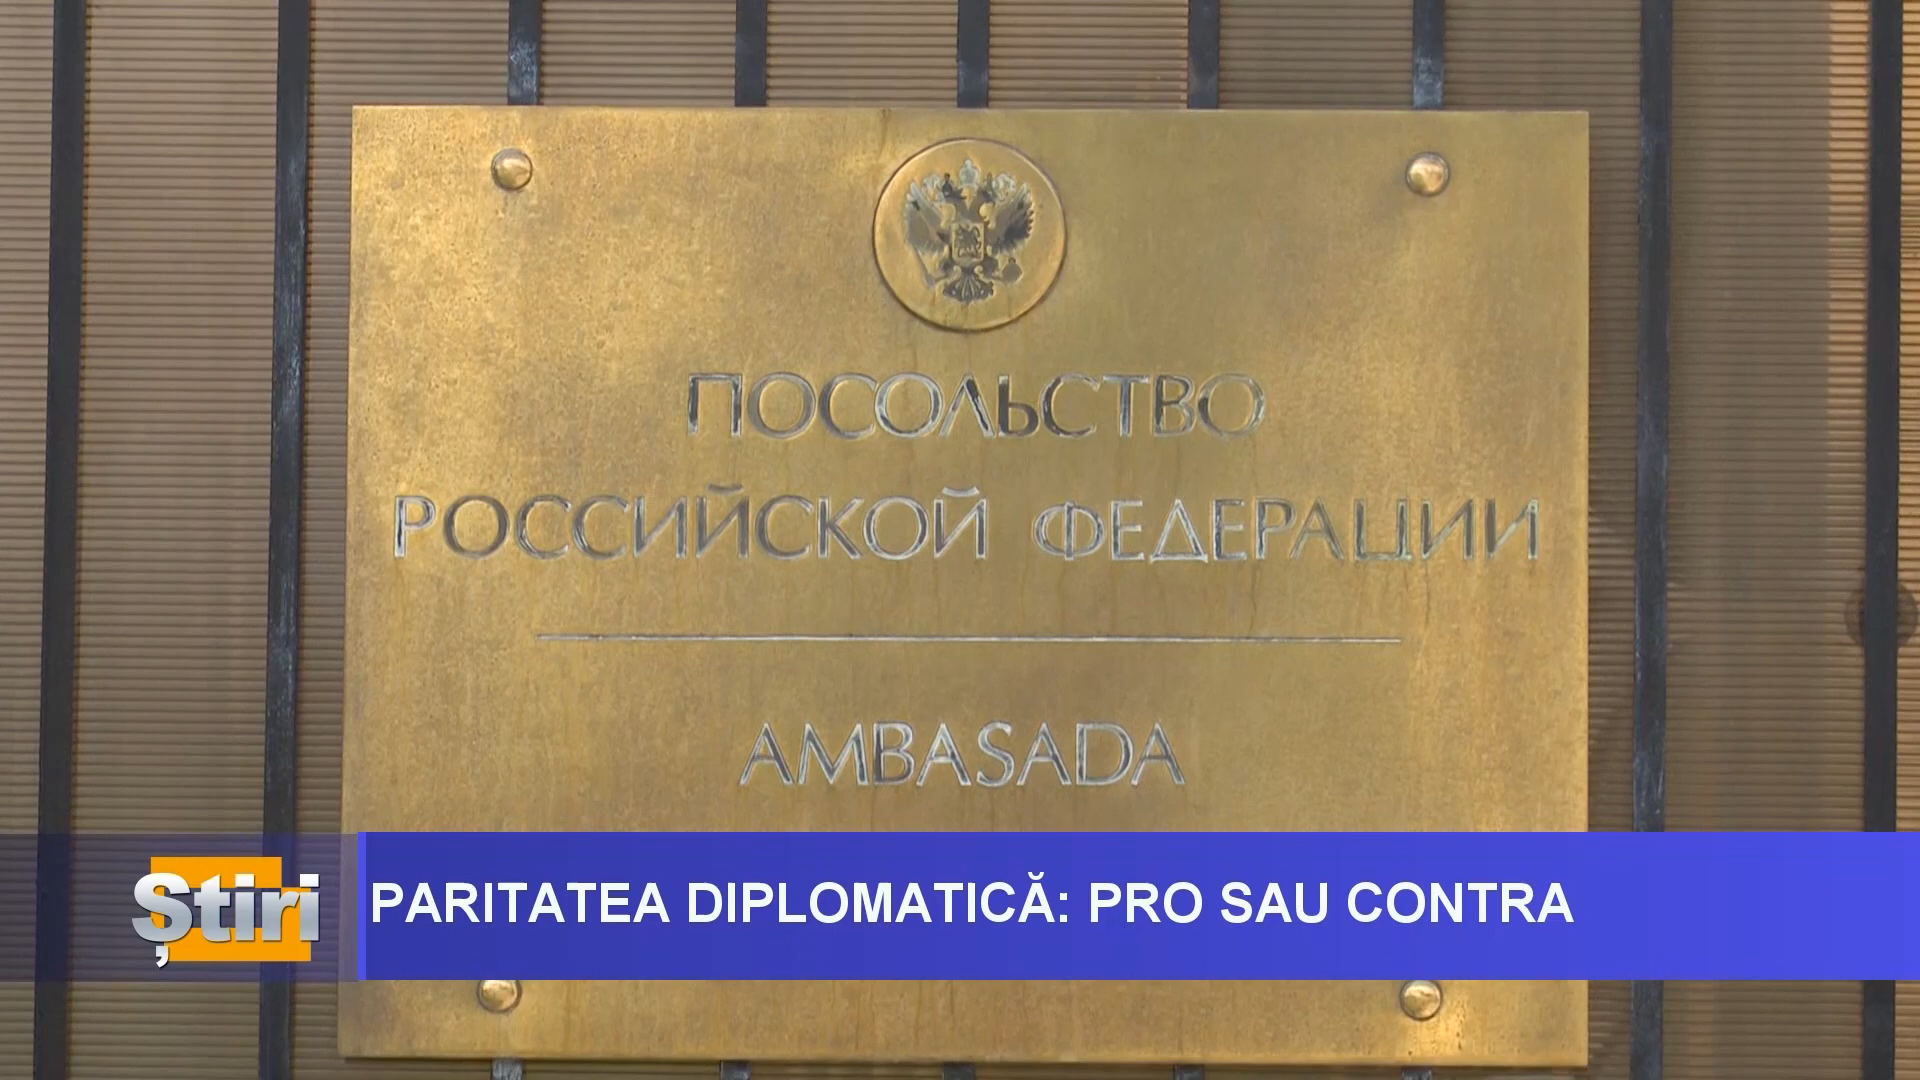 ПОСОЛЬСТВО
РОССИЙСКОЙ ФЕДЕРАЦИИ
AMBASADA
Știri
PARITATEA DIPLOMATICĂ: PRO SAU CONTRA